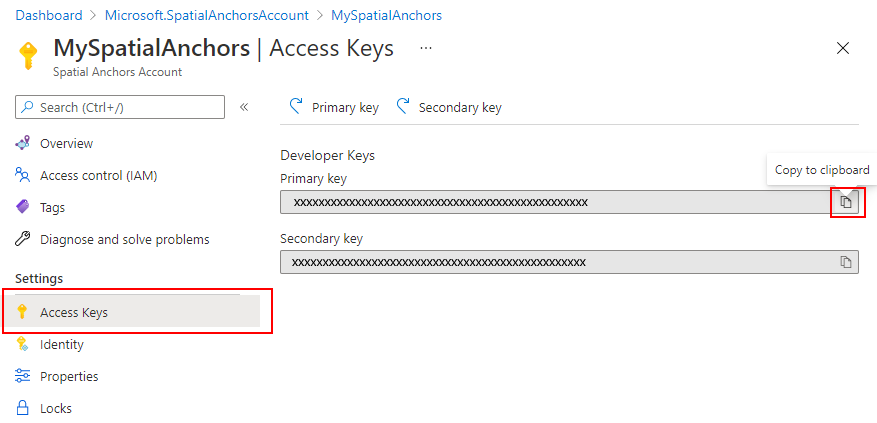 Dashboard > Microsoft.SpatialAnchorsAccount > MySpatialAnchors
MySpatialAnchors | Access Keys ...
Spatial Anchors Account
Search (Ctrl+/) «
Primary key Secondary key
Overview
Access control (IAM)
Tags
Diagnose and solve problems
Settings
Access Keys
Identity
Properties
Locks
Developer Keys
Copy to clipboard
Primary key
xxxxxxxxxxxxxxxxxxxxxxxxxxxxxxxxxxxxxxxxxxxxxxxx
Secondary key
xxxxxxxxxxxxxxxxxxxxxxxxxxxxxxxxxxxxxxxxxxxxxxxx